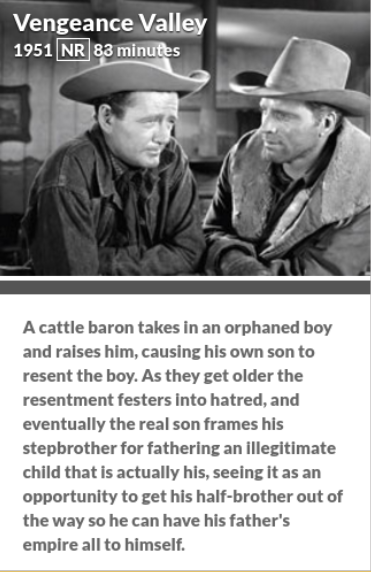 Vengeance Valley
1951 NR 83 minutes
A cattle baron takes in an orphaned boy
and raises him, causing his own son to
resent the boy. As they get older the
resentment festers into hatred, and
eventually the real son frames his
stepbrother for fathering an illegitimate
child that is actually his, seeing it as an
opportunity to get his half-brother out of
the way so he can have his father's
empire all to himself.